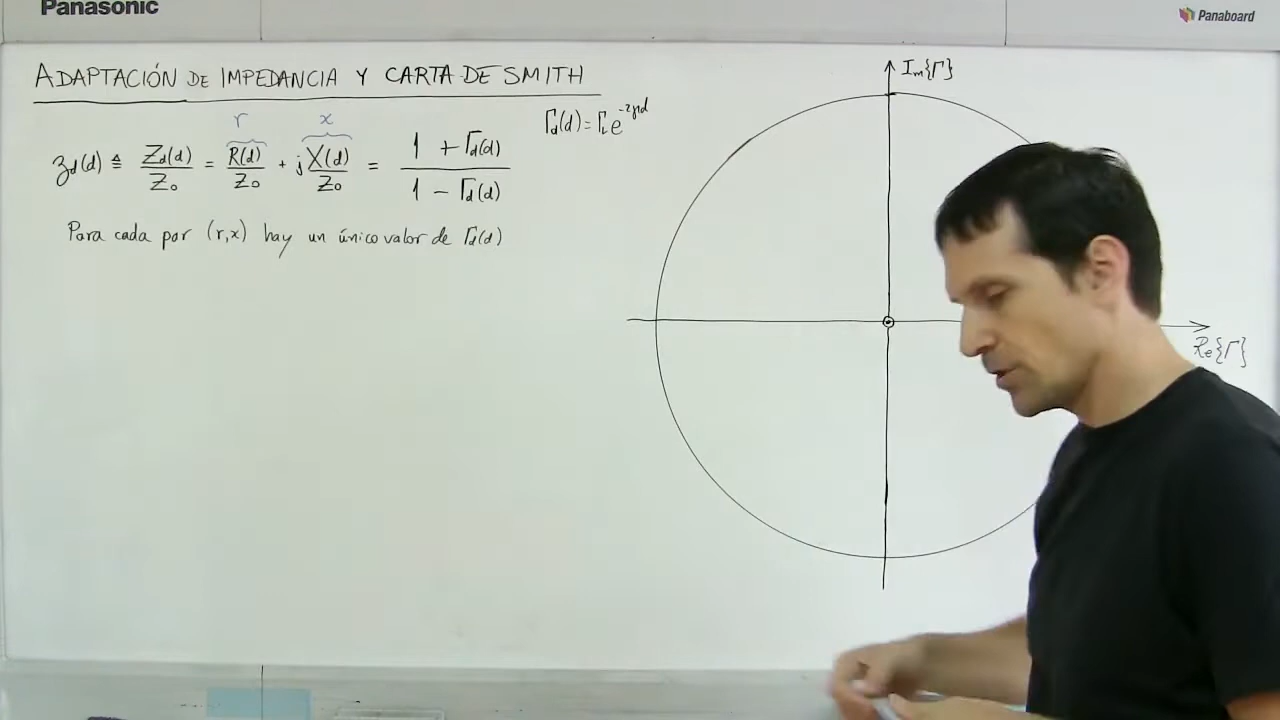 Panasonic
Panaboard
ADAPTACIÓN DE IMPEDANCIA Y CARTA DE SMITH
Γd(d) = ΓL e^-2γd
r x
zd(d) ≜ Zd(d)/Z0 = R(d)/Z0 + j X(d)/Z0 = 1 + Γd(d) / 1 - Γd(d)
Para cada par (r,x) hay un único valor de Γd(d)
Im{Γ}
Re{Γ}